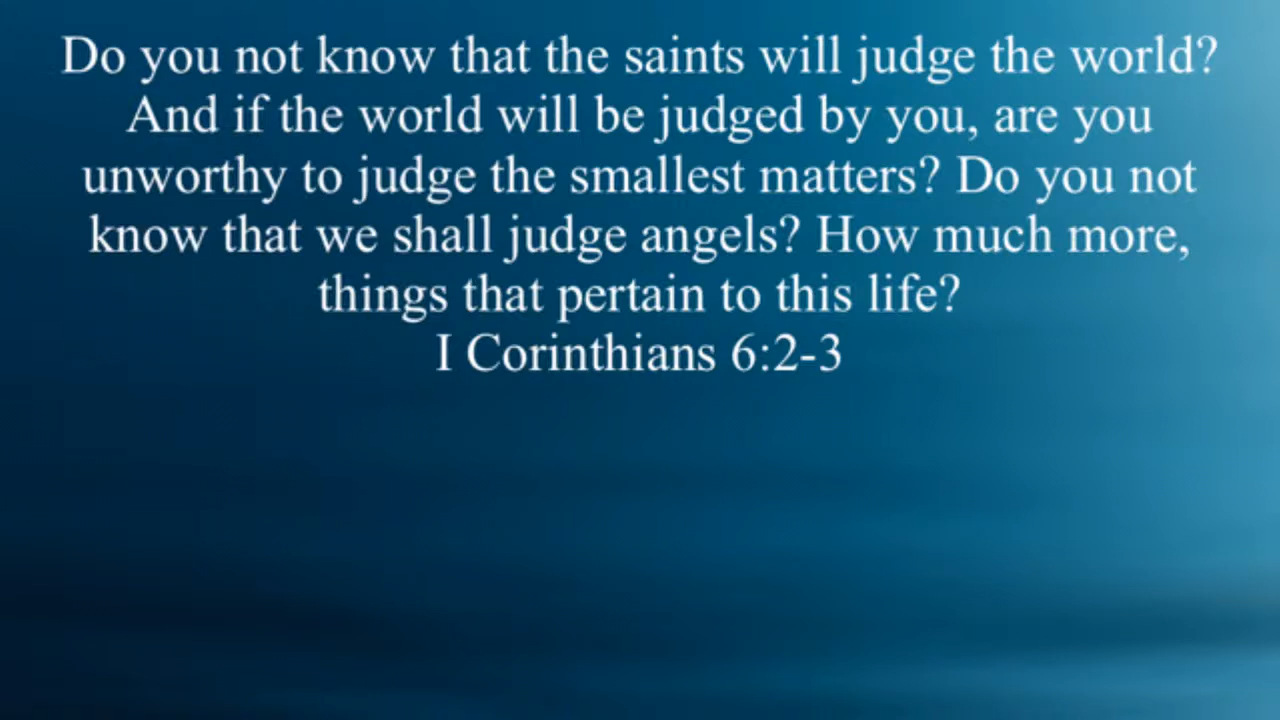 Do you not know that the saints will judge the world?
And if the world will be judged by you, are you
unworthy to judge the smallest matters? Do you not
know that we shall judge angels? How much more,
things that pertain to this life?
I Corinthians 6:2-3